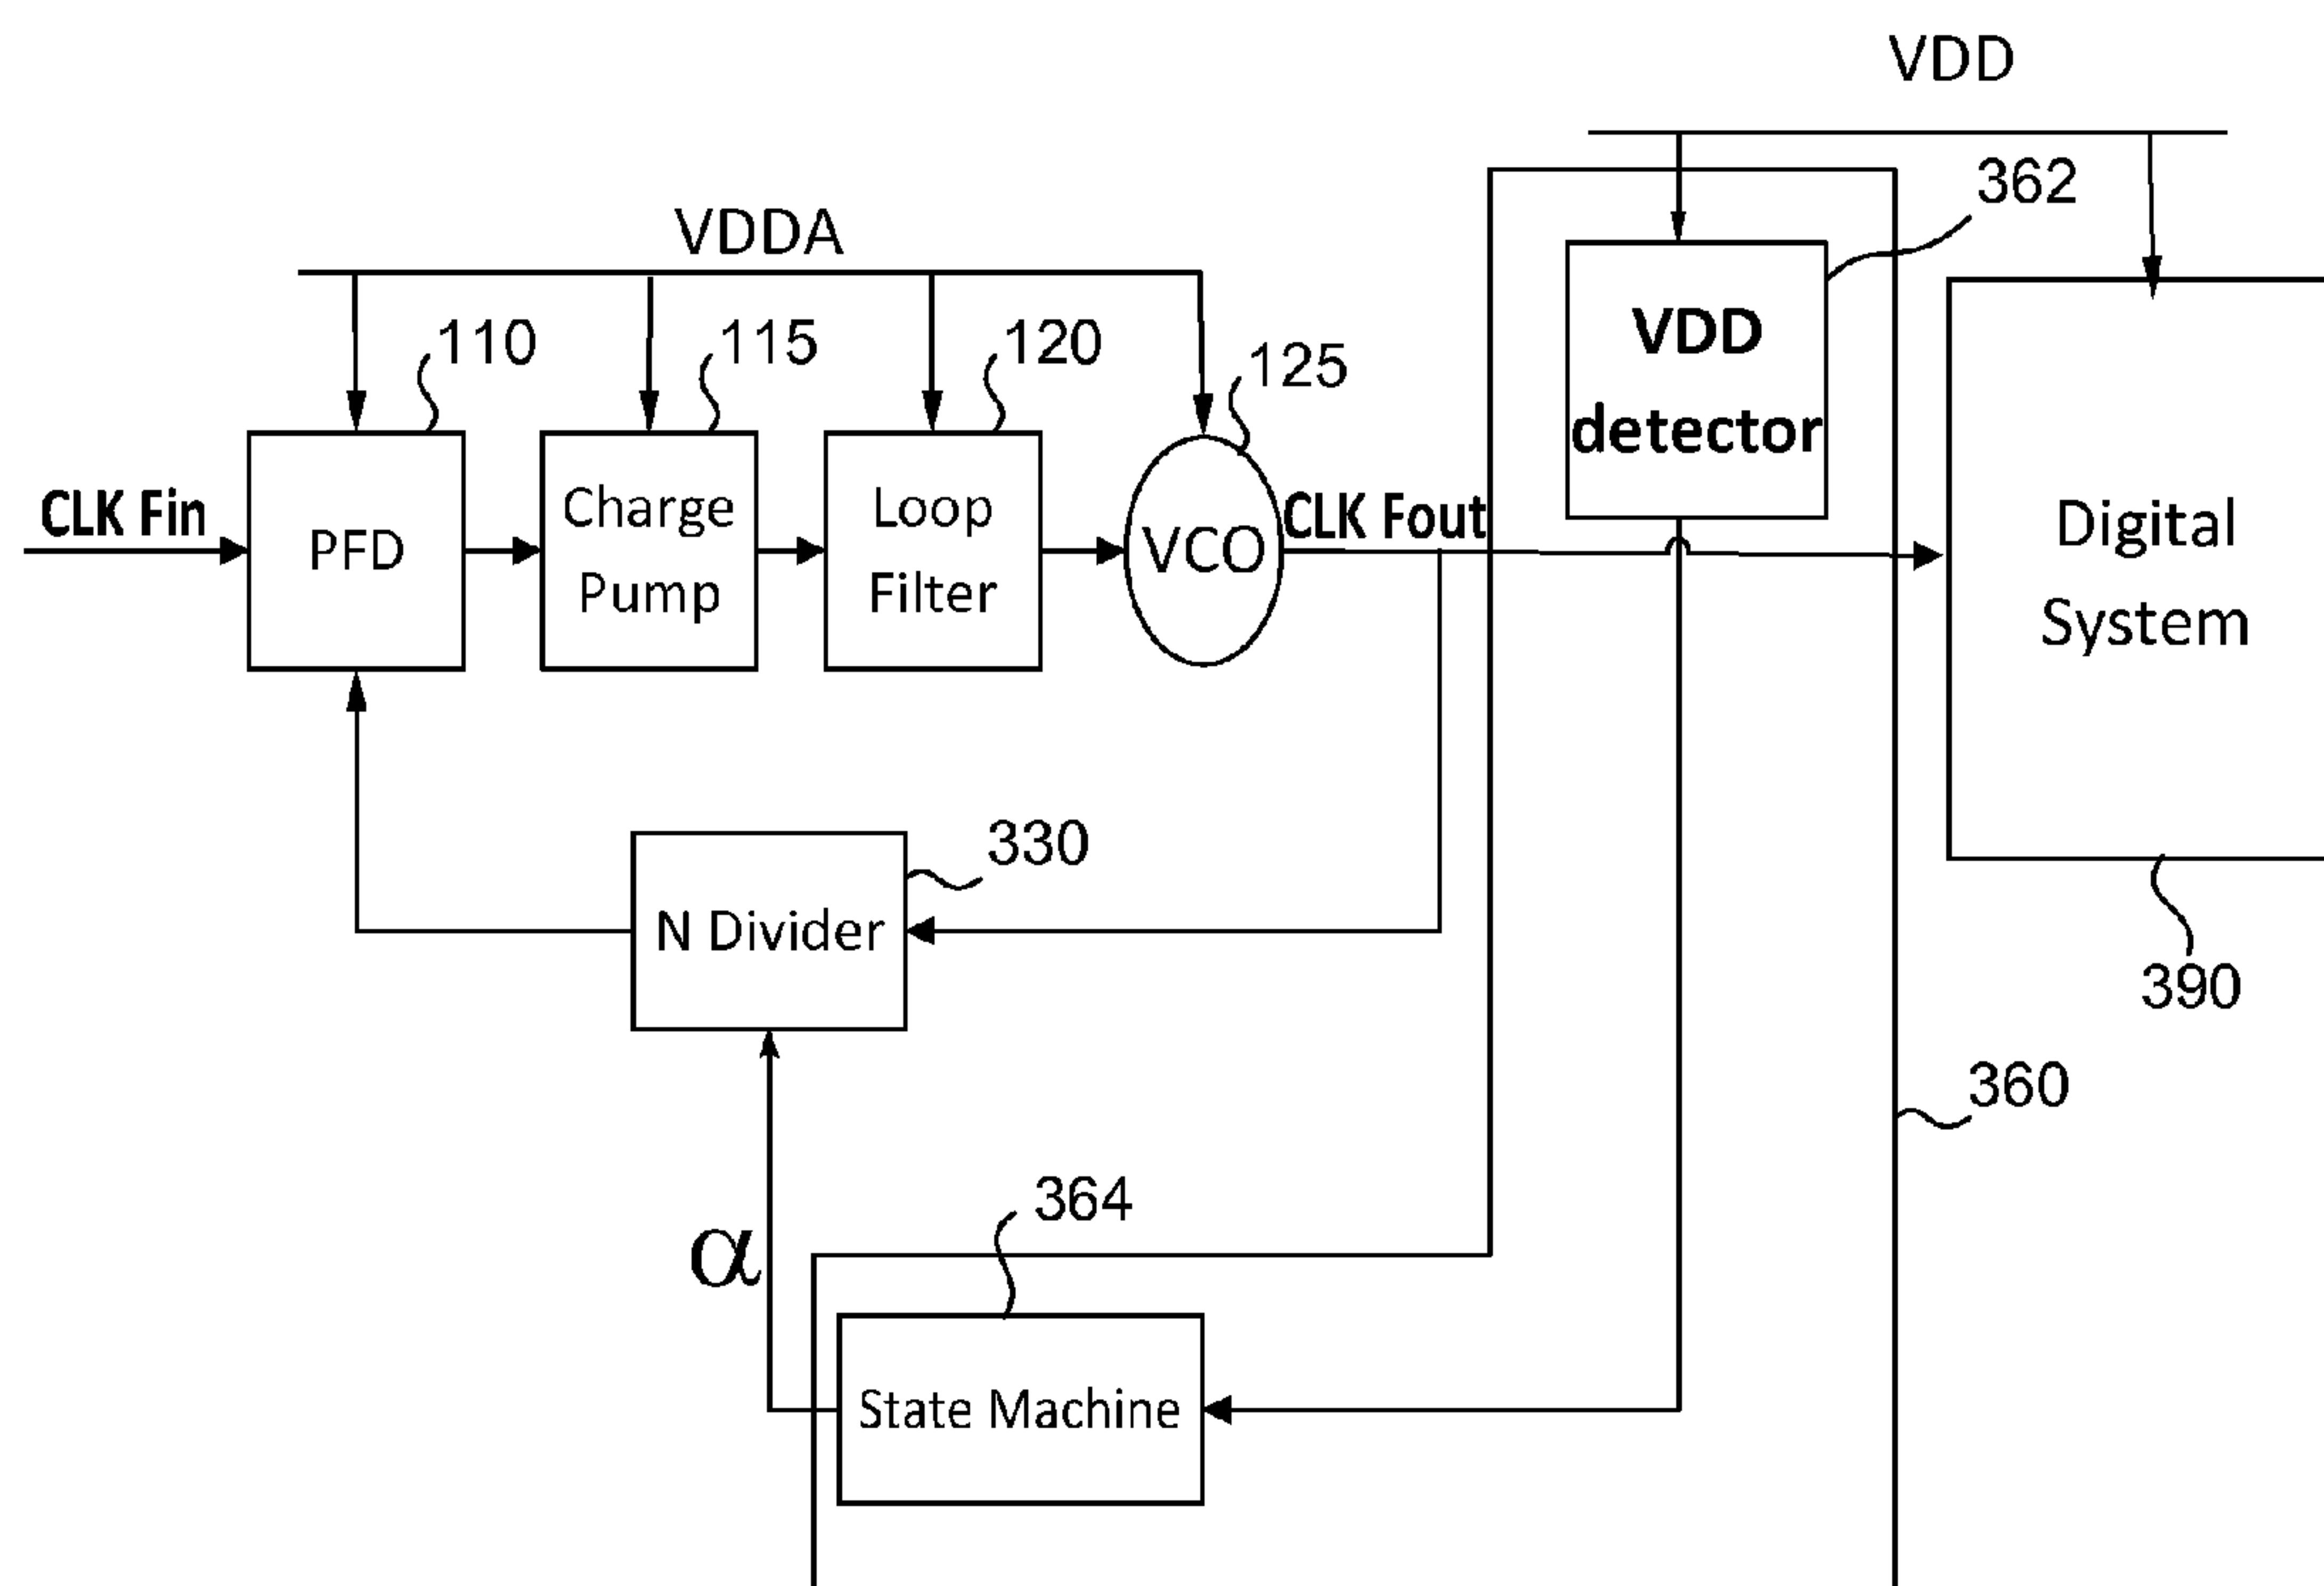 VDD
362
VDDA
110
115
120
125
VDD
detector
CLK Fin
PFD
Charge
Pump
Loop
Filter
VCO
CLK Fout
Digital
System
330
N Divider
390
360
364
α
State Machine